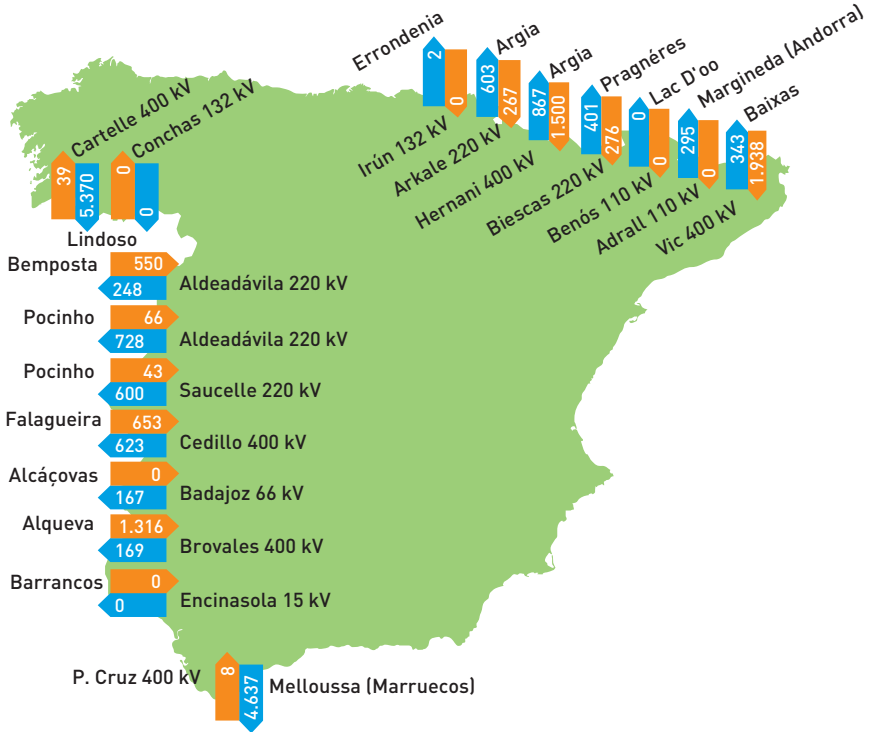 Errondenia
Argia
Argia
Pragnéres
Lac D'oo
Margineda (Andorra)
Baixas
2
0
603
267
867
1.500
401
276
0
0
295
0
343
1.938
Irún 132 kV
Arkale 220 kV
Hernani 400 kV
Biescas 220 kV
Benós 110 kV
Adrall 110 kV
Vic 400 kV
Cartelle 400 kV
Conchas 132 kV
39
5.370
0
0
Lindoso
Bemposta
550
248
Aldeadávila 220 kV
Pocinho
66
728
Aldeadávila 220 kV
Pocinho
43
600
Saucelle 220 kV
Falagueira
653
623
Cedillo 400 kV
Alcáçovas
0
167
Badajoz 66 kV
Alqueva
1.316
169
Brovales 400 kV
Barrancos
0
0
Encinasola 15 kV
P. Cruz 400 kV
8
4.637
Melloussa (Marruecos)